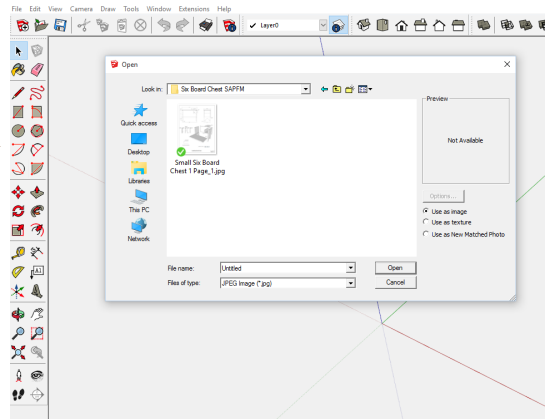 File Edit View Camera Draw Tools Window Extensions Help
Layer0
Open
Look in: Six Board Chest SAPFM
Quick access
Desktop
Libraries
This PC
Network
Small Six Board
Chest 1 Page_1.jpg
Preview
Not Available
Options...
Use as image
Use as texture
Use as New Matched Photo
File name: Untitled
Open
Files of type: JPEG Image (*.jpg)
Cancel
A1